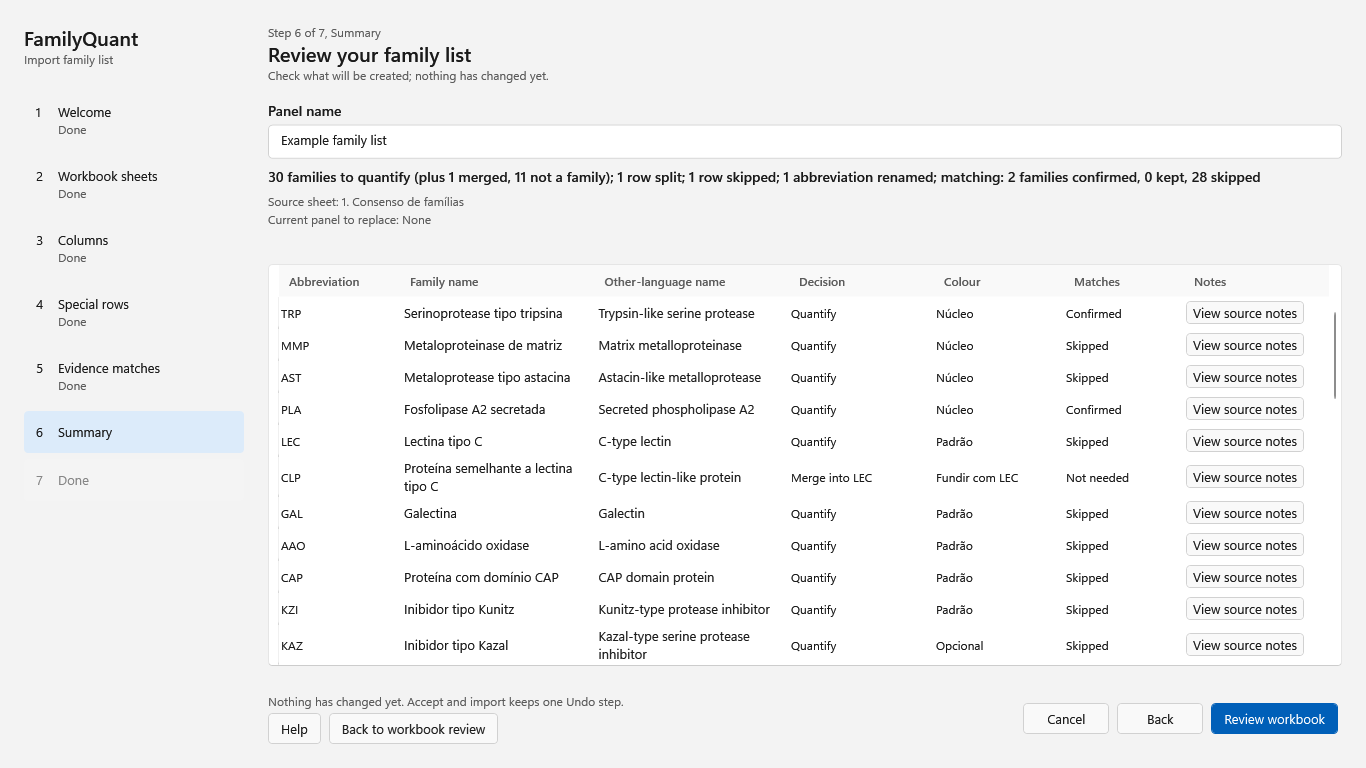 FamilyQuant
Import family list
1 Welcome
Done
2 Workbook sheets
Done
3 Columns
Done
4 Special rows
Done
5 Evidence matches
Done
6 Summary
7 Done
Step 6 of 7, Summary
Review your family list
Check what will be created; nothing has changed yet.
Panel name
Example family list
30 families to quantify (plus 1 merged, 11 not a family); 1 row split; 1 row skipped; 1 abbreviation renamed; matching: 2 families confirmed, 0 kept, 28 skipped
Source sheet: 1. Consenso de famílias
Current panel to replace: None
Abbreviation Family name Other-language name Decision Colour Matches Notes
TRP Serinoprotease tipo tripsina Trypsin-like serine protease Quantify Núcleo Confirmed View source notes
MMP Metaloproteinase de matriz Matrix metalloproteinase Quantify Núcleo Skipped View source notes
AST Metaloprotease tipo astacina Astacin-like metalloprotease Quantify Núcleo Skipped View source notes
PLA Fosfolipase A2 secretada Secreted phospholipase A2 Quantify Núcleo Confirmed View source notes
LEC Lectina tipo C C-type lectin Quantify Padrão Skipped View source notes
CLP Proteína semelhante a lectina tipo C C-type lectin-like protein Merge into LEC Fundir com LEC Not needed View source notes
GAL Galectina Galectin Quantify Padrão Skipped View source notes
AAO L-aminoácido oxidase L-amino acid oxidase Quantify Padrão Skipped View source notes
CAP Proteína com domínio CAP CAP domain protein Quantify Padrão Skipped View source notes
KZI Inibidor tipo Kunitz Kunitz-type protease inhibitor Quantify Padrão Skipped View source notes
KAZ Inibidor tipo Kazal Kazal-type serine protease inhibitor Quantify Opcional Skipped View source notes
Nothing has changed yet. Accept and import keeps one Undo step.
Help Back to workbook review Cancel Back Review workbook